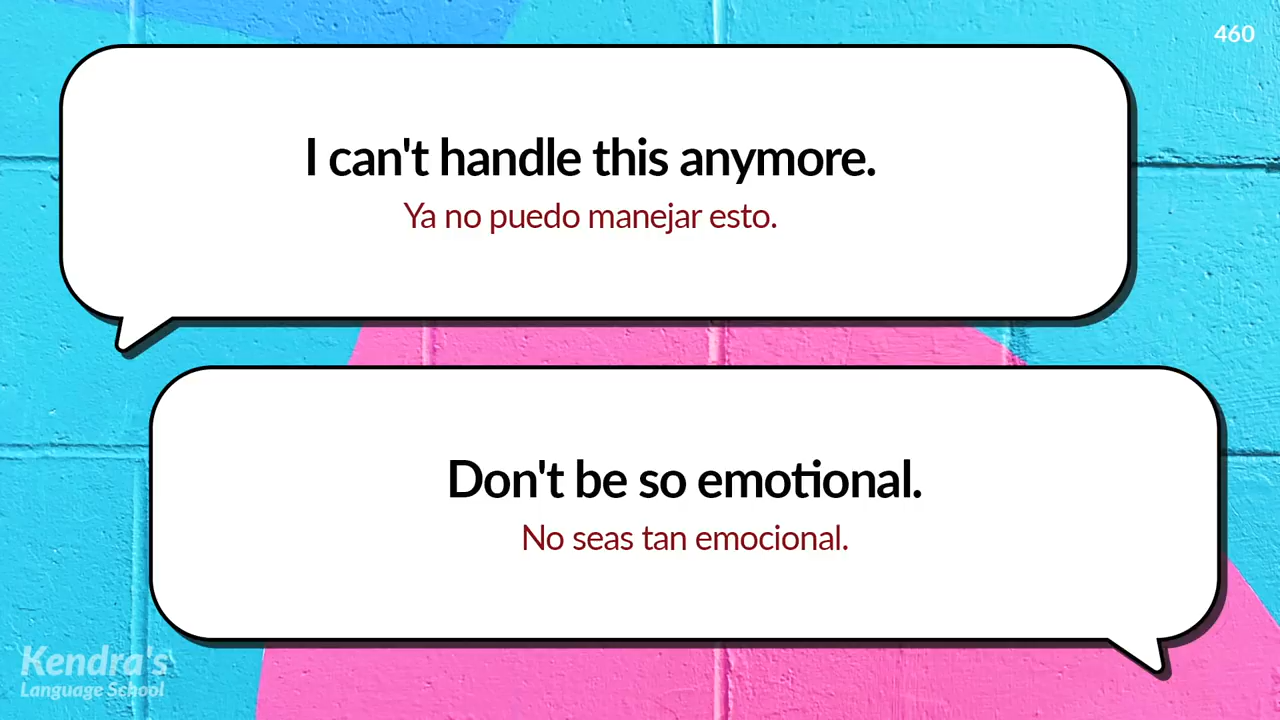 460
I can't handle this anymore.
Ya no puedo manejar esto.
Don't be so emotional.
No seas tan emocional.
Kendra's
Language School